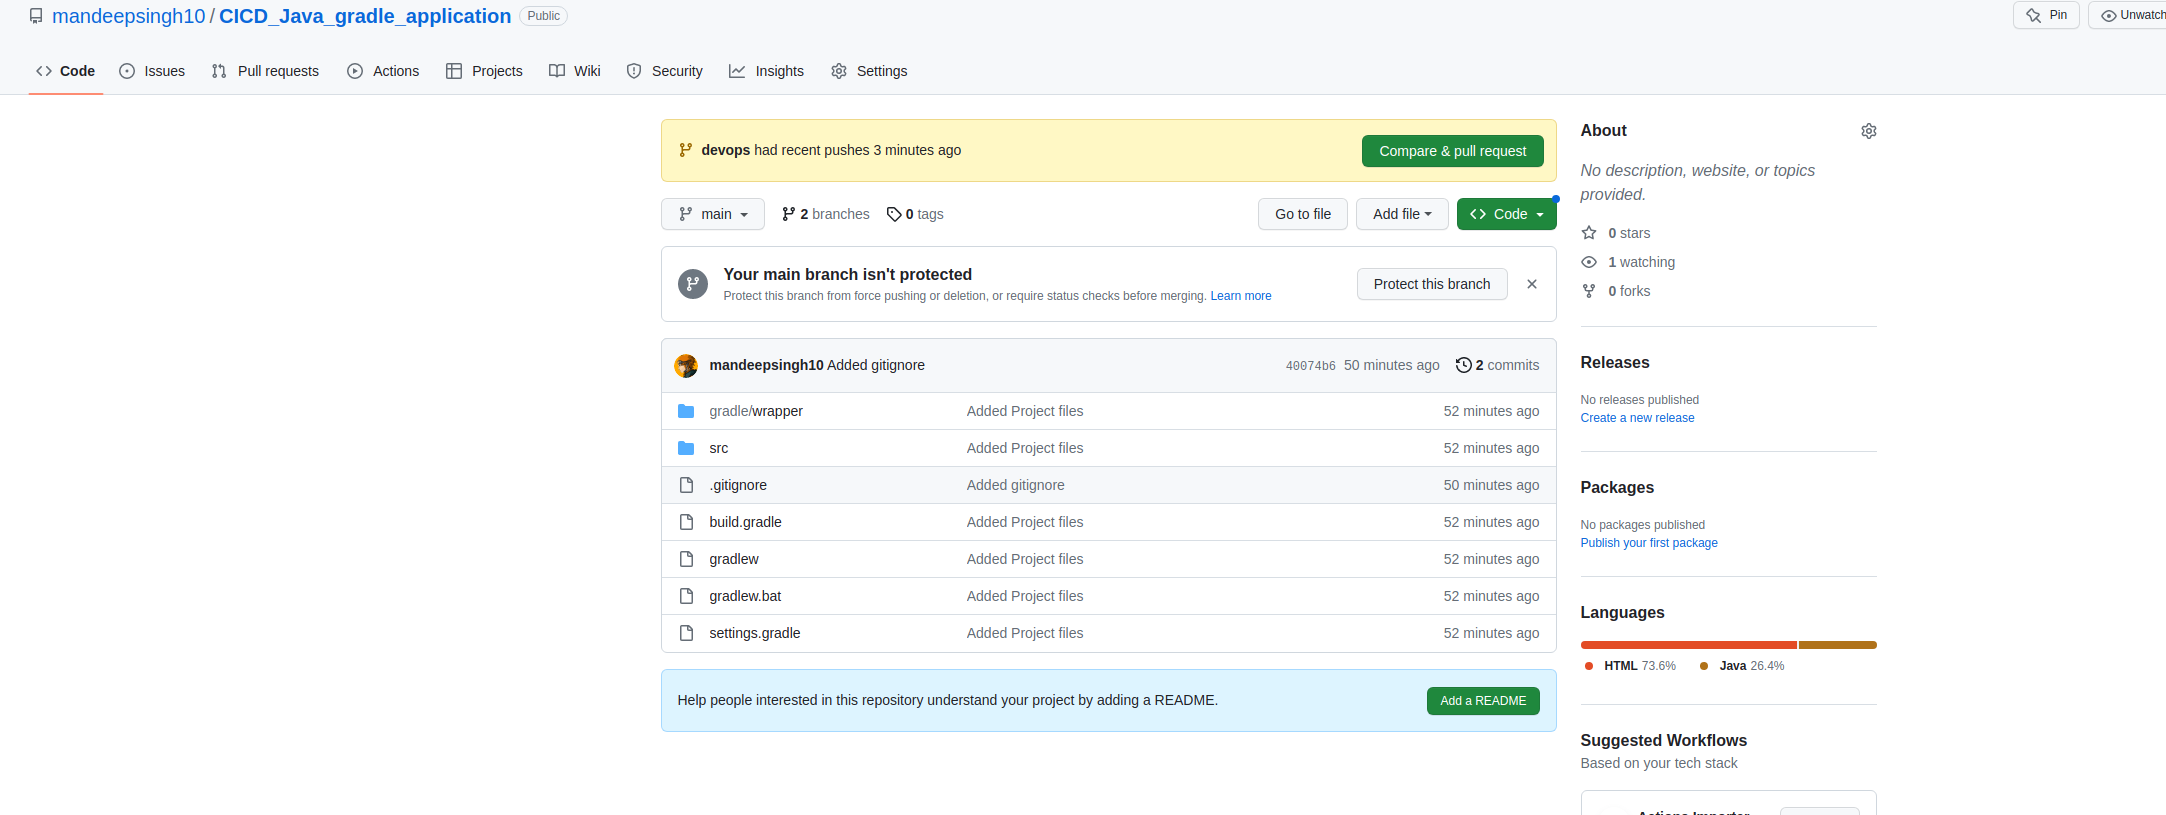 mandeepsingh10 / CICD_Java_gradle_application Public
Pin
Unwatch
Code Issues Pull requests Actions Projects Wiki Security Insights Settings
devops had recent pushes 3 minutes ago
Compare & pull request
main 2 branches 0 tags
Go to file Add file Code
Your main branch isn't protected
Protect this branch from force pushing or deletion, or require status checks before merging. Learn more
Protect this branch
mandeepsingh10 Added gitignore 40074b6 50 minutes ago 2 commits
gradle/wrapper Added Project files 52 minutes ago
src Added Project files 52 minutes ago
.gitignore Added gitignore 50 minutes ago
build.gradle Added Project files 52 minutes ago
gradlew Added Project files 52 minutes ago
gradlew.bat Added Project files 52 minutes ago
settings.gradle Added Project files 52 minutes ago
Help people interested in this repository understand your project by adding a README.
Add a README
About
No description, website, or topics
provided.
0 stars
1 watching
0 forks
Releases
No releases published
Create a new release
Packages
No packages published
Publish your first package
Languages
HTML 73.6% Java 26.4%
Suggested Workflows
Based on your tech stack
Actions Importer